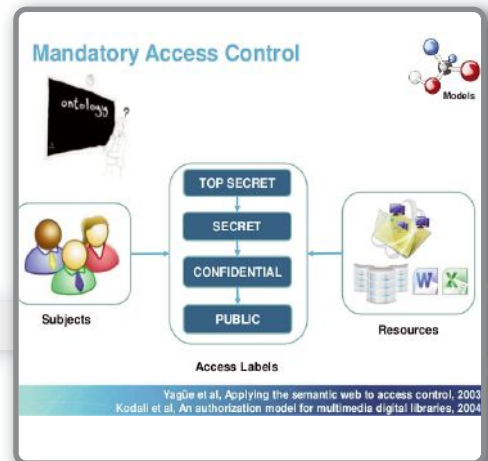 Mandatory Access Control
Models
ontology
TOP SECRET
SECRET
CONFIDENTIAL
PUBLIC
W
X
Subjects
Resources
Access Labels
Yagüe et al, Applying the semantic web to access control, 2003
Kodali et al, An authorization model for multimedia digital libraries, 2004